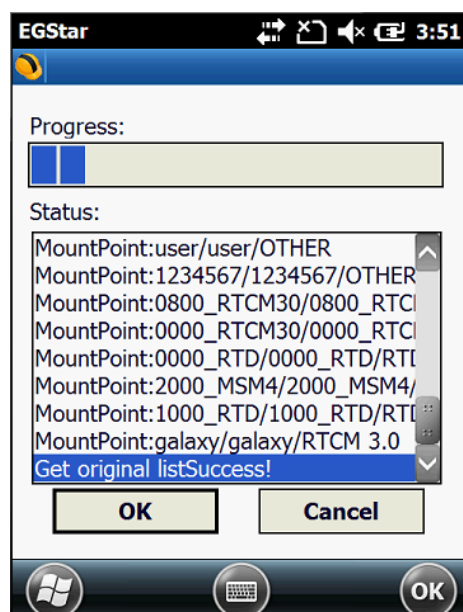 EGStar 3:51
Progress:
Status:
MountPoint:user/user/OTHER
MountPoint:1234567/1234567/OTHER
MountPoint:0800_RTCM30/0800_RTC
MountPoint:0000_RTCM30/0000_RTC
MountPoint:0000_RTD/0000_RTD/RTD
MountPoint:2000_MSM4/2000_MSM4/
MountPoint:1000_RTD/1000_RTD/RTD
MountPoint:galaxy/galaxy/RTCM 3.0
Get original listSuccess!
OK Cancel
OK